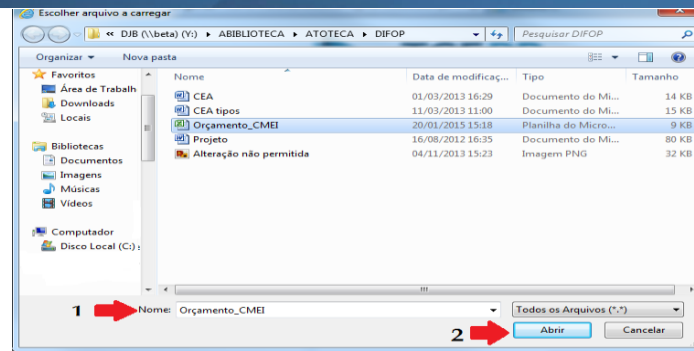 Escolher arquivo a carregar
« DJB (\\beta) (Y:) ▸ ABIBLIOTECA ▸ ATOTECA ▸ DIFOP
Pesquisar DIFOP
Organizar Nova pasta
Favoritos
Área de Trabalh
Downloads
Locais
Bibliotecas
Documentos
Imagens
Músicas
Vídeos
Computador
Disco Local (C:)
Nome Data de modificaç... Tipo Tamanho
CEA 01/03/2013 16:29 Documento do Mi... 14 KB
CEA tipos 11/03/2013 11:00 Documento do Mi... 15 KB
Orçamento_CMEI 20/01/2015 15:18 Planilha do Micro... 9 KB
Projeto 16/08/2012 16:35 Documento do Mi... 80 KB
Alteração não permitida 04/11/2013 15:23 Imagem PNG 32 KB
1 Nome: Orçamento_CMEI Todos os Arquivos (*.*)
2 Abrir Cancelar